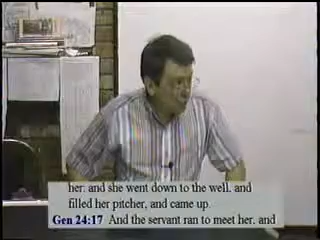 her: and she went down to the well, and
filled her pitcher, and came up.
Gen 24:17 And the servant ran to meet her, and